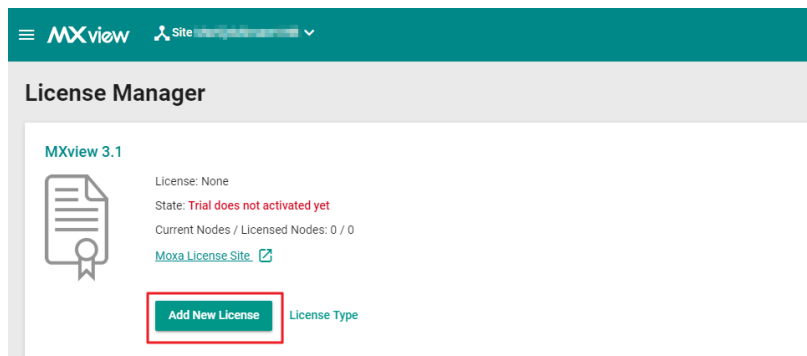 MXview Site
License Manager
MXview 3.1
License: None
State: Trial does not activated yet
Current Nodes / Licensed Nodes: 0 / 0
Moxa License Site
Add New License License Type